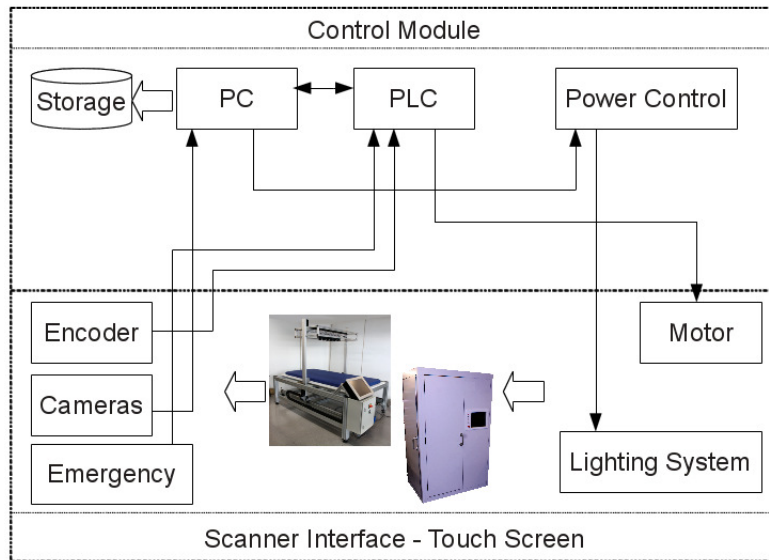 Control Module
Storage
PC
PLC
Power Control
Encoder
Motor
Cameras
Emergency
Lighting System
Scanner Interface - Touch Screen